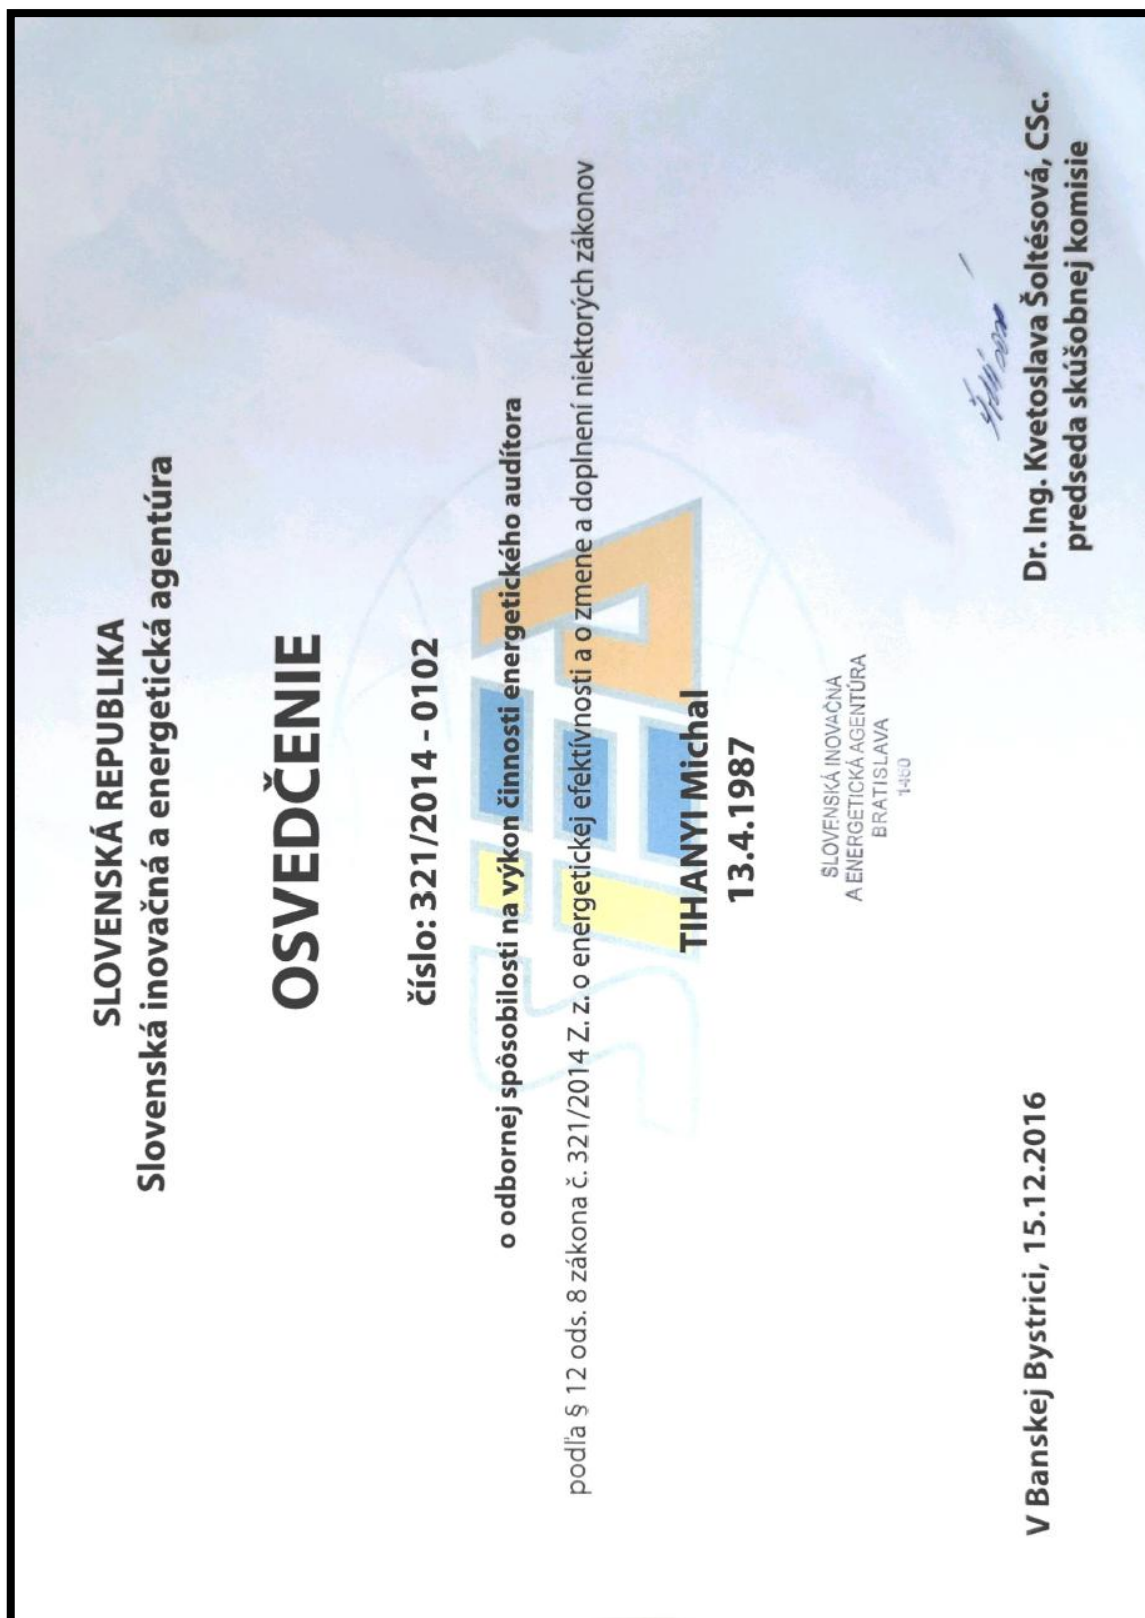 SLOVENSKÁ REPUBLIKA
Slovenská inovačná a energetická agentúra
OSVEDČENIE
číslo: 321/2014 - 0102
o odbornej spôsobilosti na výkon činnosti energetického audítora
podľa § 12 ods. 8 zákona č. 321/2014 Z. z. o energetickej efektívnosti a o zmene a doplnení niektorých zákonov
SIEA
TIHANYI Michal
13.4.1987
SLOVENSKÁ INOVAČNÁ
A ENERGETICKÁ AGENTÚRA
BRATISLAVA
V Banskej Bystrici, 15.12.2016
Dr. Ing. Kvetoslava Šoltésová, CSc.
predseda skúšobnej komisie